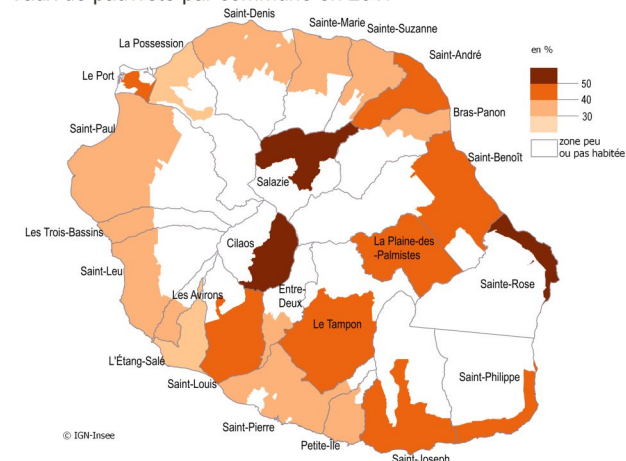 Saint-Denis
Sainte-Marie
Sainte-Suzanne
La Possession
Saint-André
en %
Le Port
50
40
30
Bras-Panon
Saint-Paul
zone peu
ou pas habitée
Saint-Benoît
Salazie
Les Trois-Bassins
Cilaos
La Plaine-des
-Palmistes
Saint-Leu
Sainte-Rose
Les Avirons
Entre-
Deux
Le Tampon
L'Étang-Salé
Saint-Philippe
Saint-Louis
Saint-Pierre
© IGN-Insee
Petite-Île
Saint-Joseph